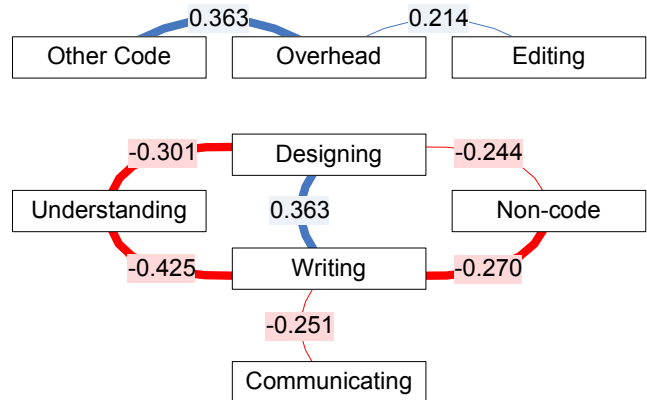 0.363
0.214
Other Code
Overhead
Editing
-0.301
Designing
-0.244
Understanding
0.363
Non-code
-0.425
Writing
-0.270
-0.251
Communicating